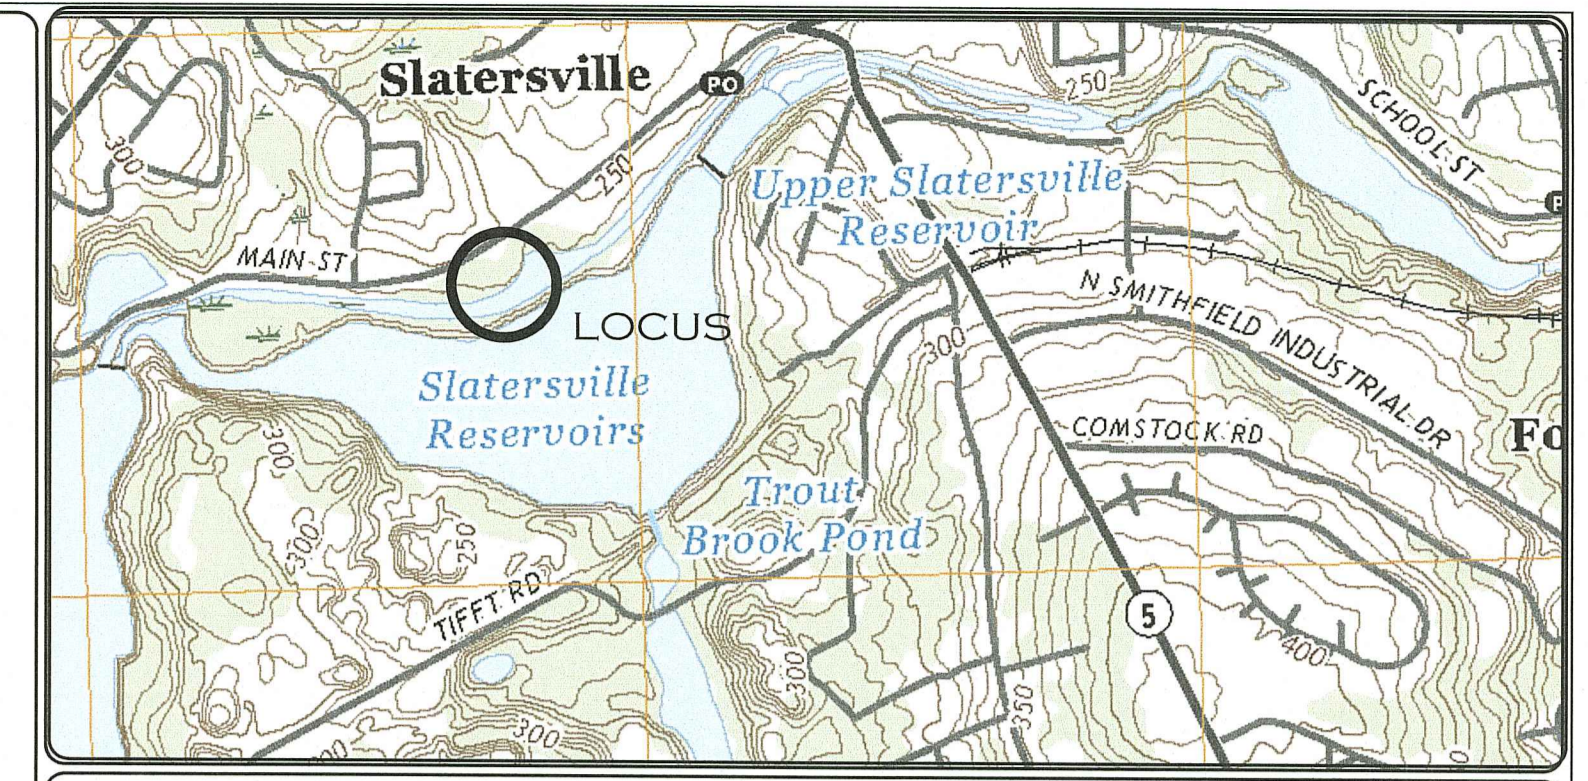 Slatersville
PO
250
SCHOOL ST
300
250
Upper Slatersville
Reservoir
MAIN ST
N SMITHFIELD INDUSTRIAL DR
LOCUS
300
Slatersville
Reservoirs
COMSTOCK RD
Fo
300
Trout
Brook Pond
300
250
TIFFT RD
5
400
300
350
300